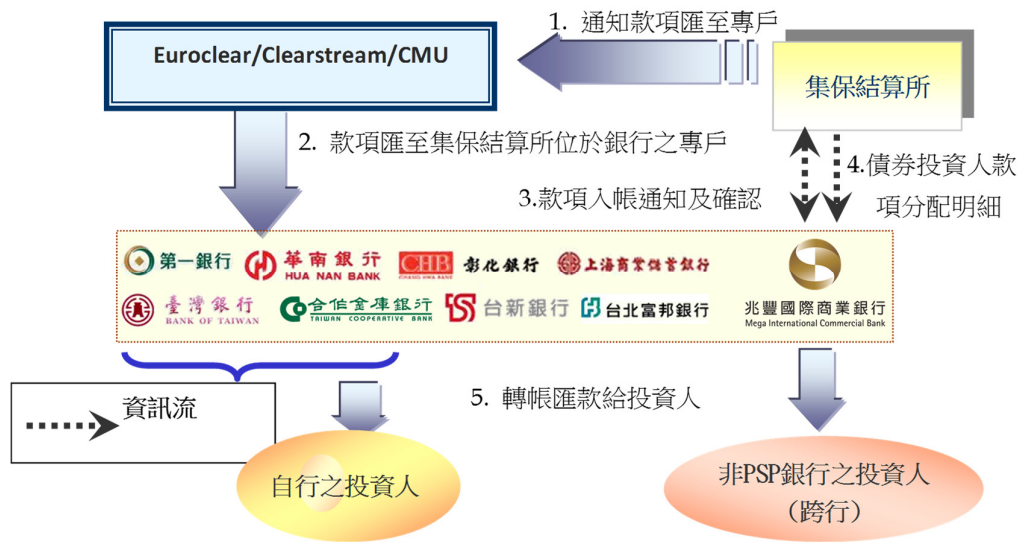 1. 通知款項匯至專戶
Euroclear/Clearstream/CMU
集保結算所
2. 款項匯至集保結算所位於銀行之專戶
3.款項入帳通知及確認
4.債券投資人款
項分配明細
第一銀行
華南銀行
HUA NAN BANK
CHB
CHANG HWA BANK
彰化銀行
上海商業儲蓄銀行
臺灣銀行
BANK OF TAIWAN
合作金庫銀行
TAIWAN COOPERATIVE BANK
台新銀行
台北富邦銀行
兆豐國際商業銀行
Mega International Commercial Bank
5. 轉帳匯款給投資人
資訊流
自行之投資人
非PSP銀行之投資人
（跨行）